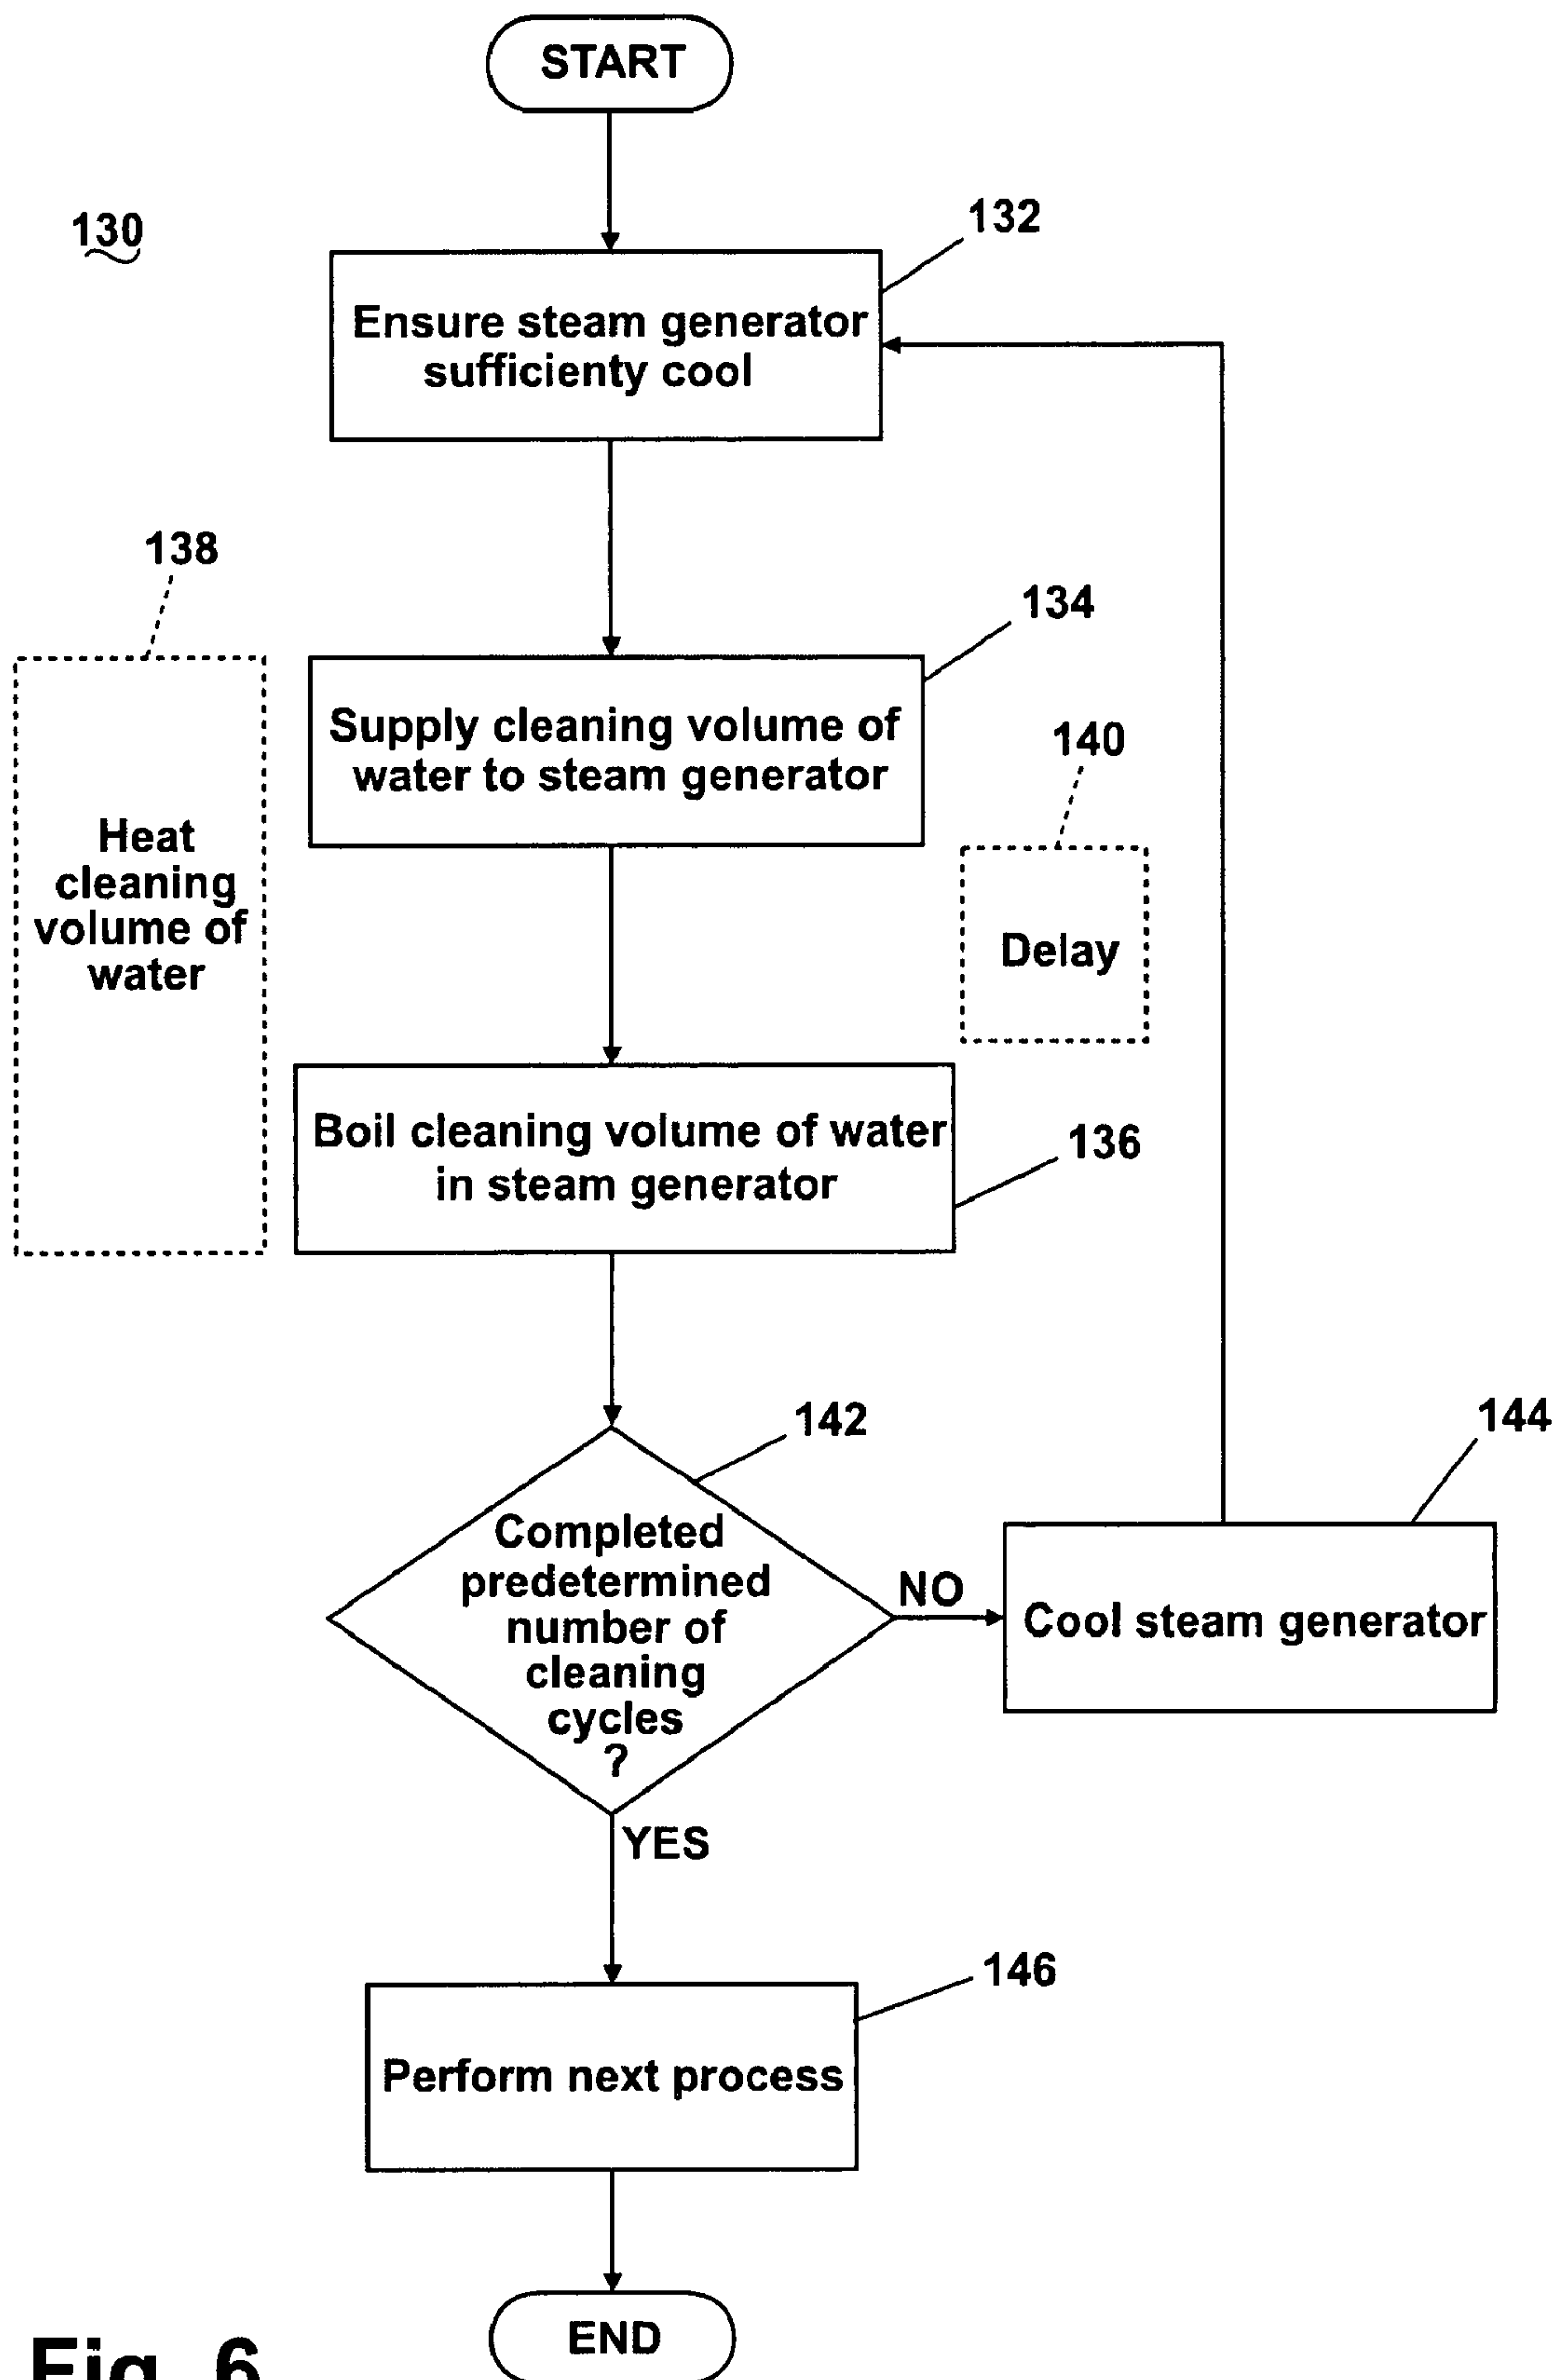 START
130
132
Ensure steam generator
sufficienty cool
138
134
Supply cleaning volume of
water to steam generator
140
Heat
cleaning
volume of
water
Delay
Boil cleaning volume of water
in steam generator
136
142
144
Completed
predetermined
number of
cleaning
cycles
?
NO
Cool steam generator
YES
146
Perform next process
END
Fig. 6